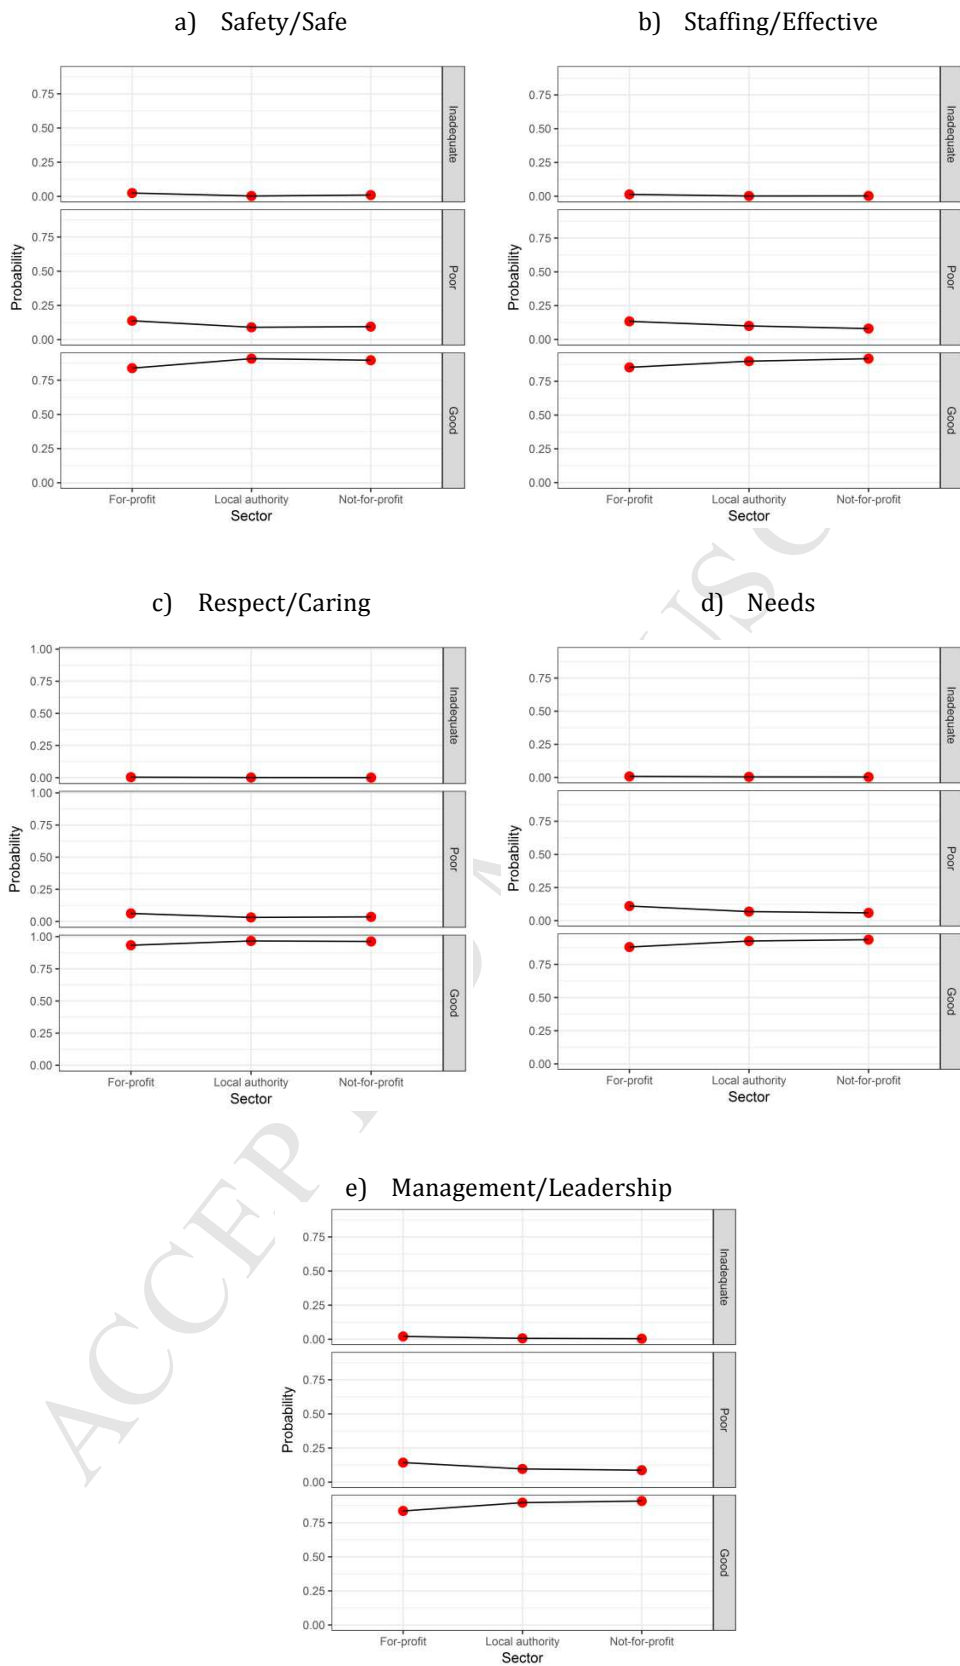 a) Safety/Safe
0.75
0.50
0.25
0.00
Inadequate
0.75
0.50
0.25
0.00
Poor
0.75
0.50
0.25
0.00
Good
Probability
For-profit Local authority Not-for-profit
Sector
b) Staffing/Effective
0.75
0.50
0.25
0.00
Inadequate
0.75
0.50
0.25
0.00
Poor
0.75
0.50
0.25
0.00
Good
Probability
For-profit Local authority Not-for-profit
Sector
c) Respect/Caring
1.00
0.75
0.50
0.25
0.00
Inadequate
1.00
0.75
0.50
0.25
0.00
Poor
1.00
0.75
0.50
0.25
0.00
Good
Probability
For-profit Local authority Not-for-profit
Sector
d) Needs
0.75
0.50
0.25
0.00
Inadequate
0.75
0.50
0.25
0.00
Poor
0.75
0.50
0.25
0.00
Good
Probability
For-profit Local authority Not-for-profit
Sector
e) Management/Leadership
0.75
0.50
0.25
0.00
Inadequate
0.75
0.50
0.25
0.00
Poor
0.75
0.50
0.25
0.00
Good
Probability
For-profit Local authority Not-for-profit
Sector